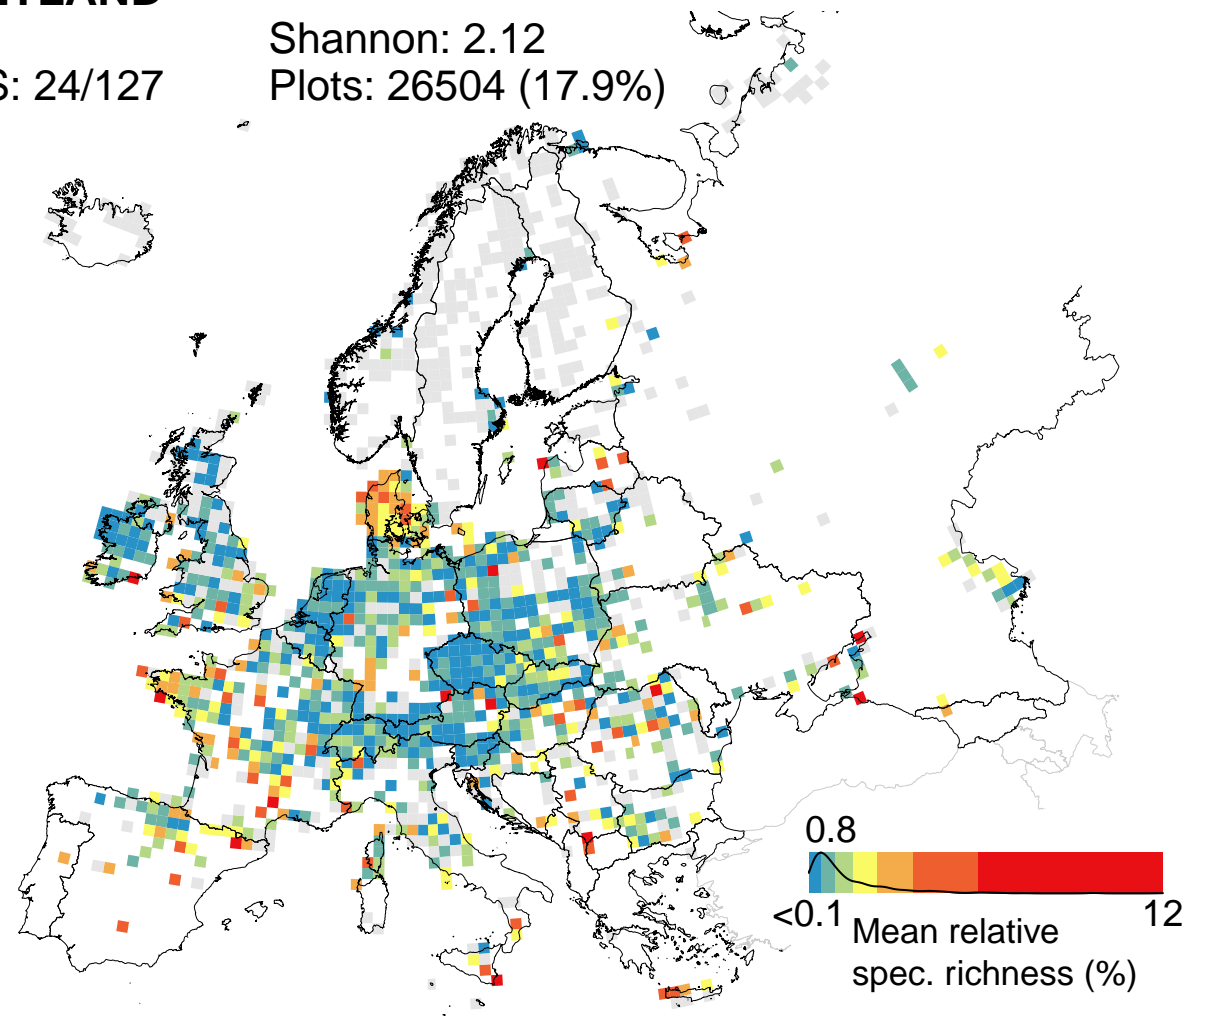 Shannon: 2.12
S: 24/127
Plots: 26504 (17.9%)
0.8
<0.1
12
Mean relative
spec. richness (%)